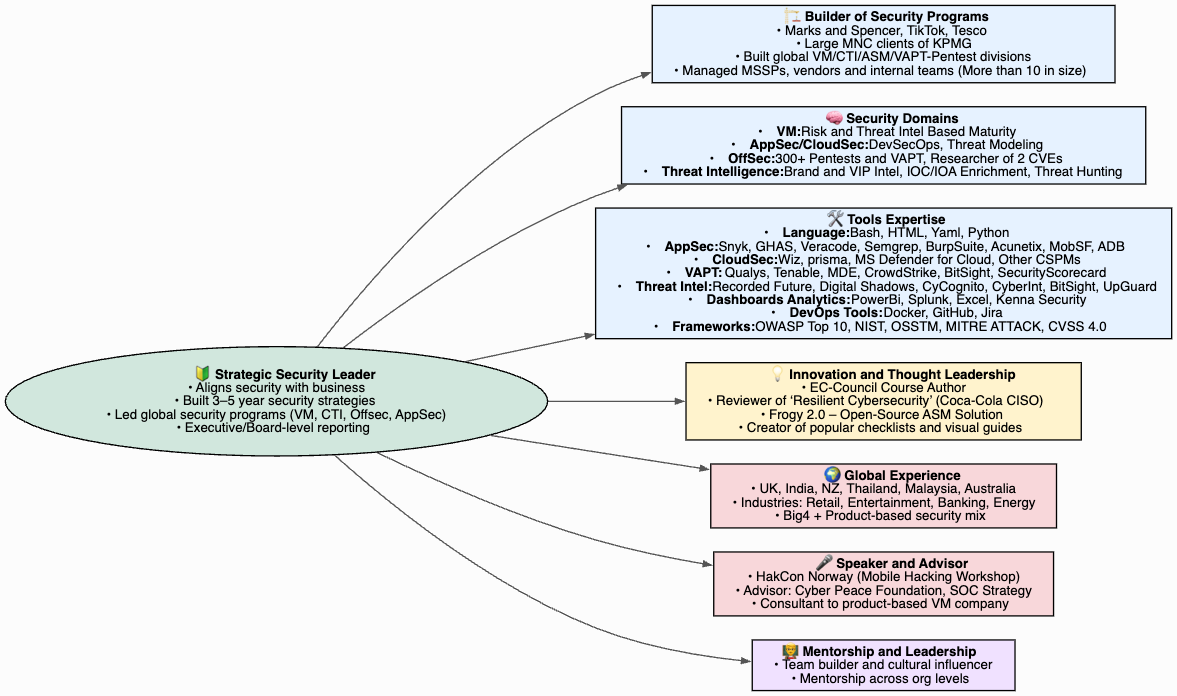 Builder of Security Programs
• Marks and Spencer, TikTok, Tesco
• Large MNC clients of KPMG
• Built global VM/CTI/ASM/VAPT-Pentest divisions
• Managed MSSPs, vendors and internal teams (More than 10 in size)
Security Domains
• VM:Risk and Threat Intel Based Maturity
• AppSec/CloudSec:DevSecOps, Threat Modeling
• OffSec:300+ Pentests and VAPT, Researcher of 2 CVEs
• Threat Intelligence:Brand and VIP Intel, IOC/IOA Enrichment, Threat Hunting
Tools Expertise
• Language:Bash, HTML, Yaml, Python
• AppSec:Snyk, GHAS, Veracode, Semgrep, BurpSuite, Acunetix, MobSF, ADB
• CloudSec:Wiz, prisma, MS Defender for Cloud, Other CSPMs
• VAPT: Qualys, Tenable, MDE, CrowdStrike, BitSight, SecurityScorecard
• Threat Intel:Recorded Future, Digital Shadows, CyCognito, CyberInt, BitSight, UpGuard
• Dashboards Analytics:PowerBi, Splunk, Excel, Kenna Security
• DevOps Tools:Docker, GitHub, Jira
• Frameworks:OWASP Top 10, NIST, OSSTM, MITRE ATTACK, CVSS 4.0
Strategic Security Leader
• Aligns security with business
• Built 3–5 year security strategies
• Led global security programs (VM, CTI, Offsec, AppSec)
• Executive/Board-level reporting
Innovation and Thought Leadership
• EC-Council Course Author
• Reviewer of ‘Resilient Cybersecurity’ (Coca-Cola CISO)
• Frogy 2.0 – Open-Source ASM Solution
• Creator of popular checklists and visual guides
Global Experience
• UK, India, NZ, Thailand, Malaysia, Australia
• Industries: Retail, Entertainment, Banking, Energy
• Big4 + Product-based security mix
Speaker and Advisor
• HakCon Norway (Mobile Hacking Workshop)
• Advisor: Cyber Peace Foundation, SOC Strategy
• Consultant to product-based VM company
Mentorship and Leadership
• Team builder and cultural influencer
• Mentorship across org levels